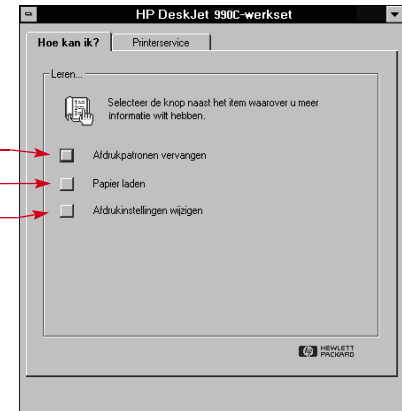 HP DeskJet 990C-werkset
Hoe kan ik? Printerservice
Leren...
Selecteer de knop naast het item waarover u meer
informatie wilt hebben.
Afdrukpatronen vervangen
Papier laden
Afdrukinstellingen wijzigen
hp HEWLETT
PACKARD